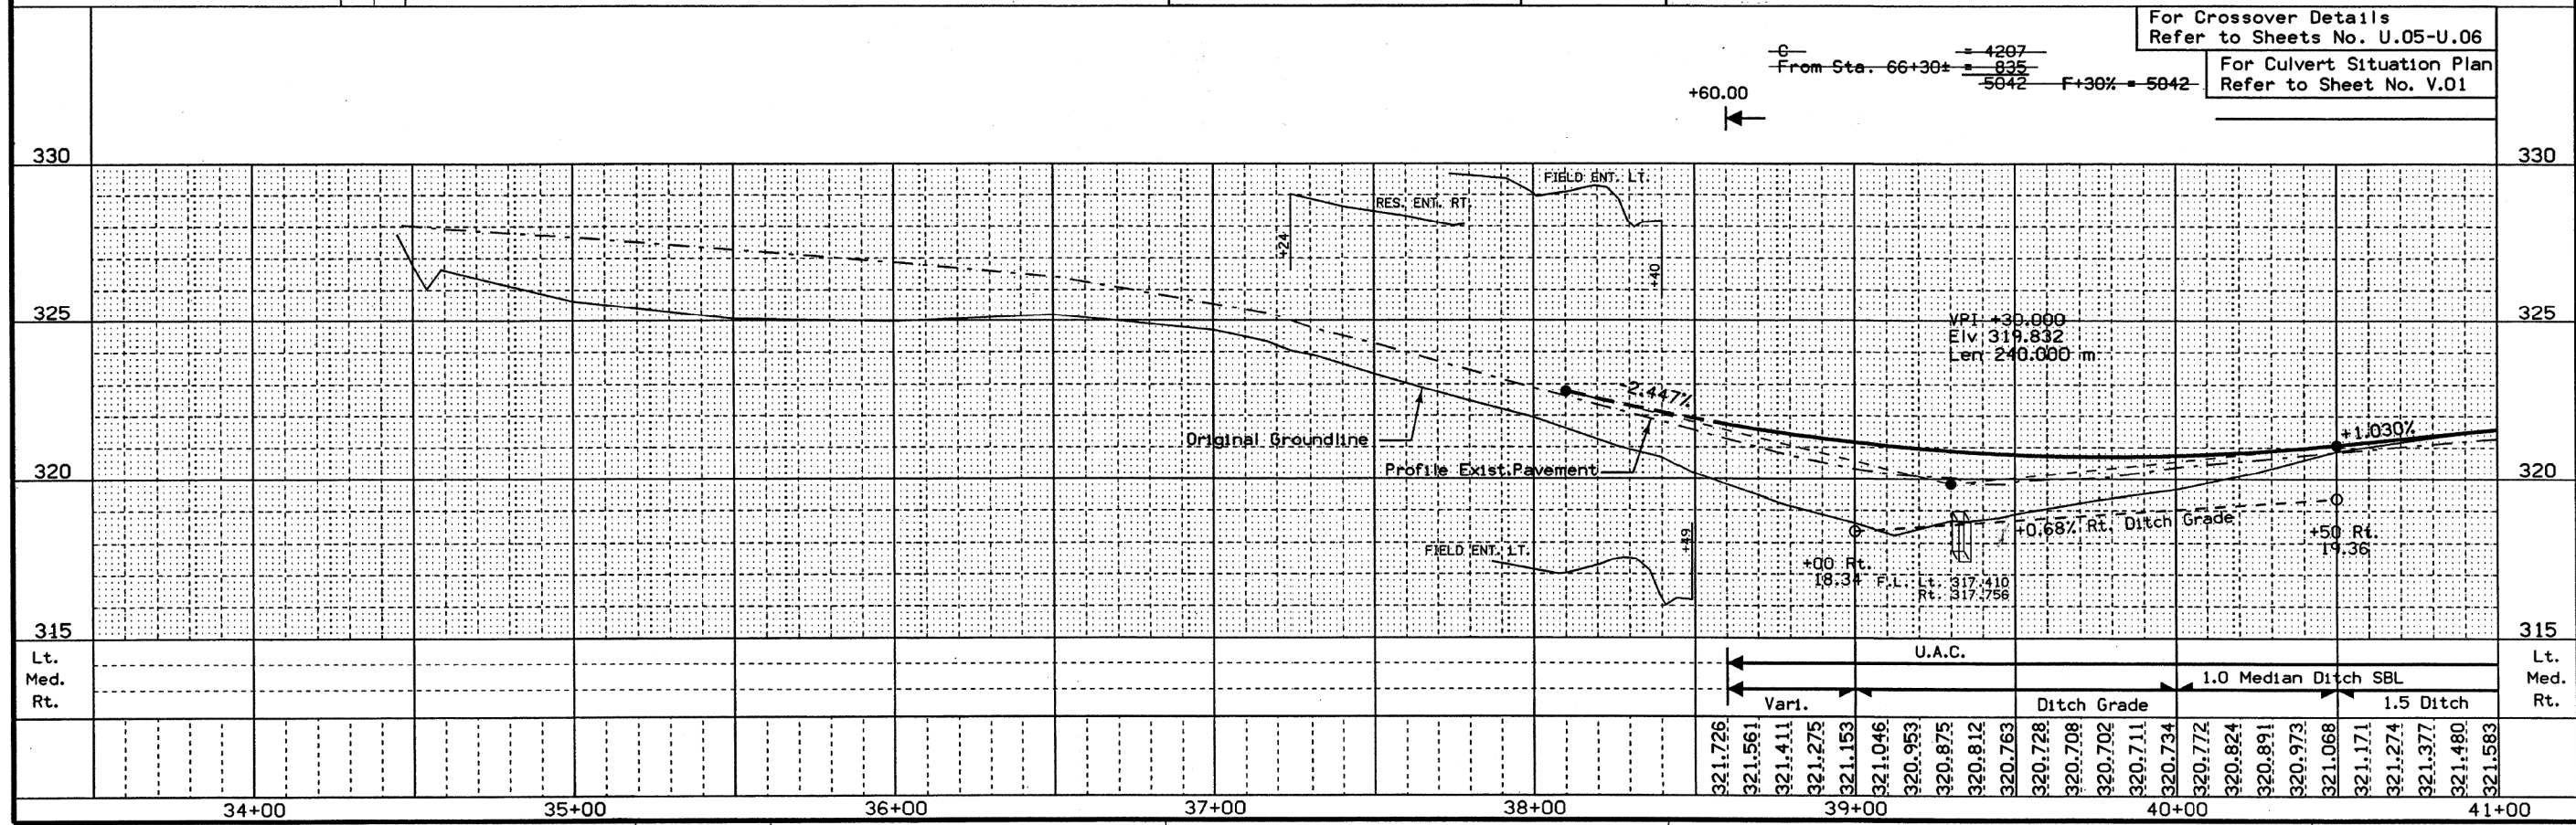 For Crossover Details
Refer to Sheets No. U.05-U.06
C = 4207
From Sta. 66+30± = 835
5042 F+30% = 5042
For Culvert Situation Plan
Refer to Sheet No. V.01
+60.00
330
330
FIELD ENT. LT.
RES. ENT. RT.
+24
+40
325
325
VPI +30.000
Elv 319.832
Len 240.000 m
-2.447%
+1.030%
Original Groundline
Profile Exist.Pavement
320
320
+0.68% Rt. Ditch Grade
+50 Rt.
19.36
FIELD ENT. LT.
+49
+00 Rt.
18.34
F.L. Lt. 317.410
Rt. 317.756
315
315
Lt.
Med.
Rt.
U.A.C.
1.0 Median Ditch SBL
Vari.
Ditch Grade
1.5 Ditch
Lt.
Med.
Rt.
321.726
321.561
321.411
321.275
321.153
321.046
320.953
320.875
320.812
320.763
320.728
320.708
320.702
320.711
320.734
320.772
320.824
320.891
320.973
321.068
321.171
321.274
321.377
321.480
321.583
34+00
35+00
36+00
37+00
38+00
39+00
40+00
41+00